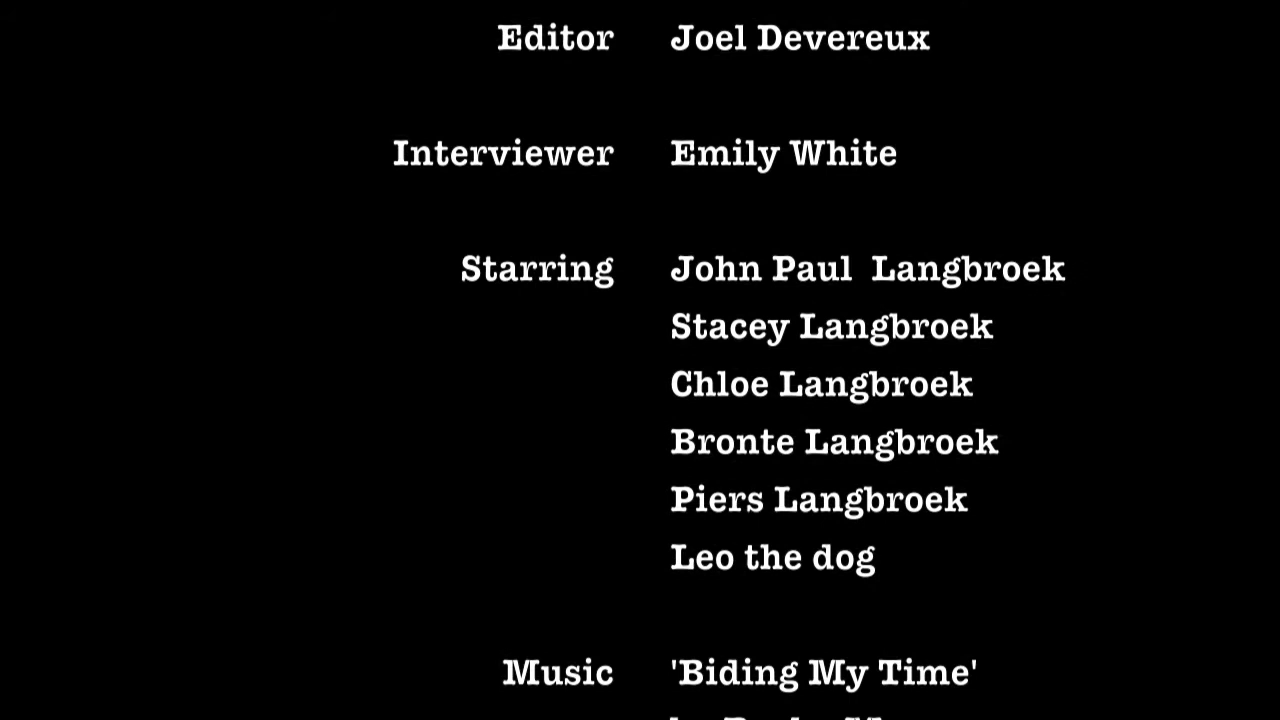 Editor Joel Devereux
Interviewer Emily White
Starring John Paul  Langbroek
Stacey Langbroek
Chloe Langbroek
Bronte Langbroek
Piers Langbroek
Leo the dog
Music 'Biding My Time'